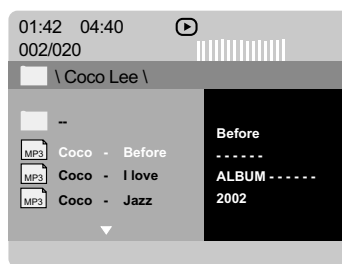 01:42 04:40
002/020
\ Coco Lee \
--
MP3 Coco - Before
MP3 Coco - I love
MP3 Coco - Jazz
Before
- - - - - -
ALBUM - - - - - -
2002